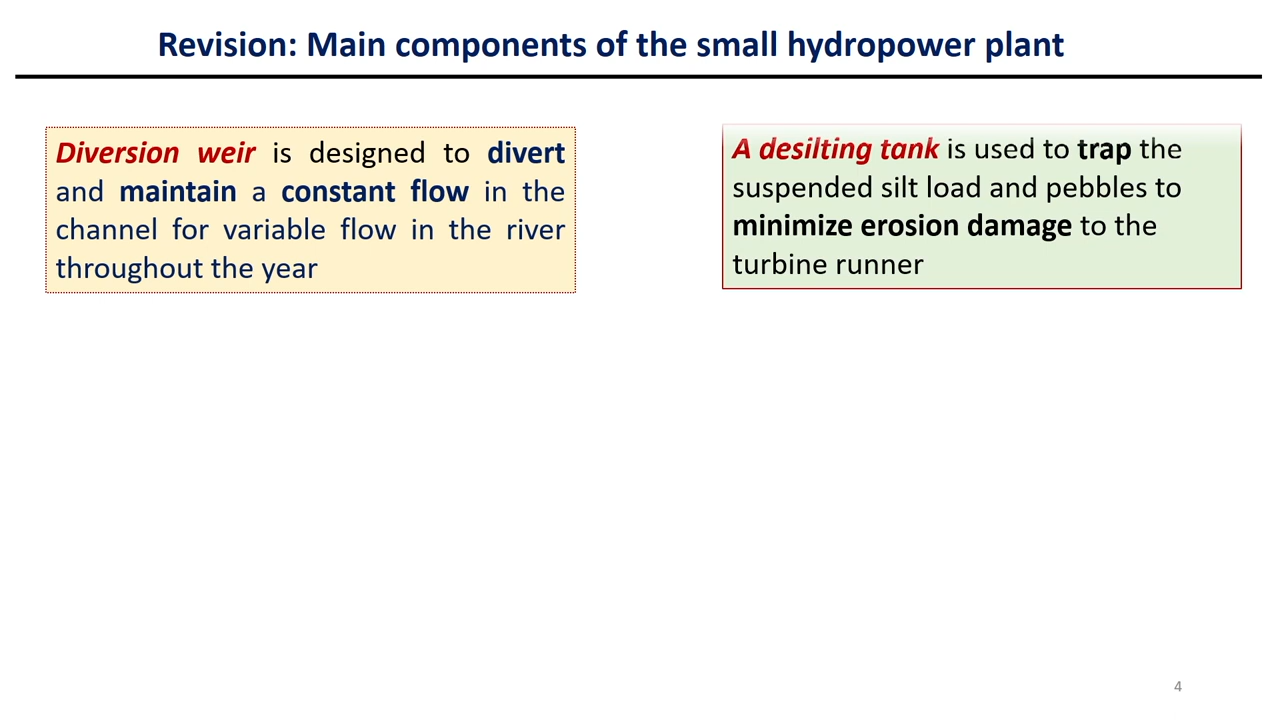 Revision: Main components of the small hydropower plant
Diversion weir is designed to divert
and maintain a constant flow in the
channel for variable flow in the river
throughout the year
A desilting tank is used to trap the
suspended silt load and pebbles to
minimize erosion damage to the
turbine runner
4